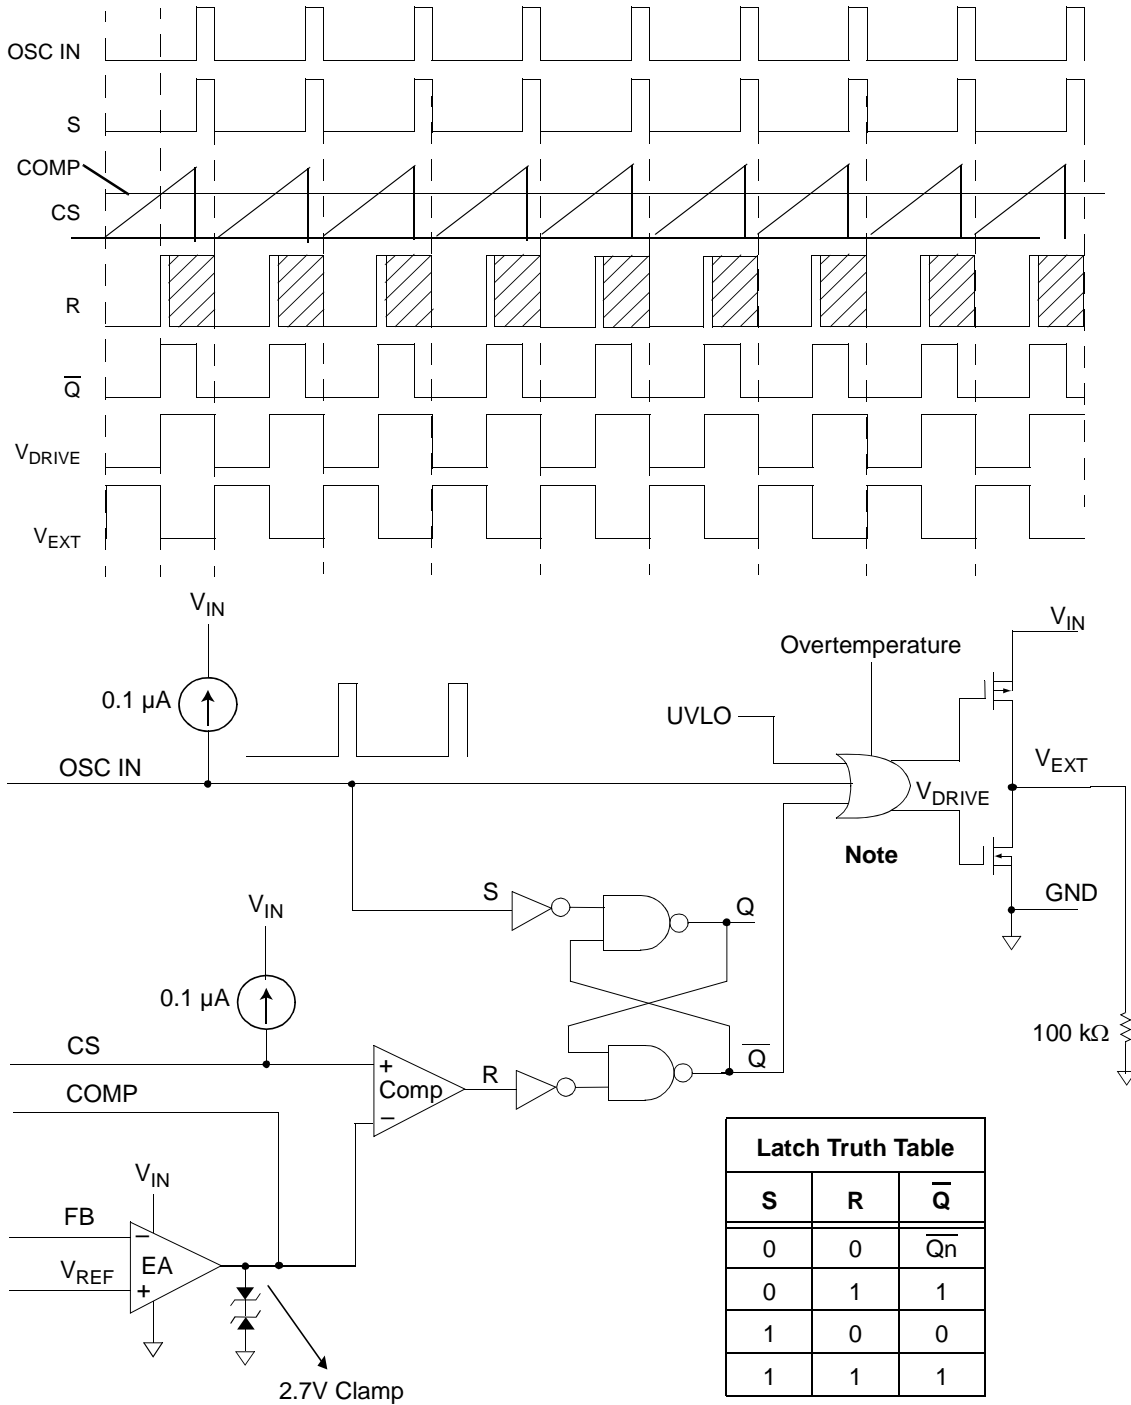 OSC IN
S
COMP
CS
R
Q̅
V_DRIVE
V_EXT
V_IN
0.1 µA
OSC IN
Overtemperature
UVLO
V_IN
V_EXT
V_DRIVE
Note
GND
100 kΩ
S
Q
V_IN
0.1 µA
CS
COMP
+
Comp
−
R
Q̅
V_IN
FB
−
EA
V_REF
+
2.7V Clamp
Latch Truth Table
S R Q̅
0 0 Q̅n̅
0 1 1
1 0 0
1 1 1